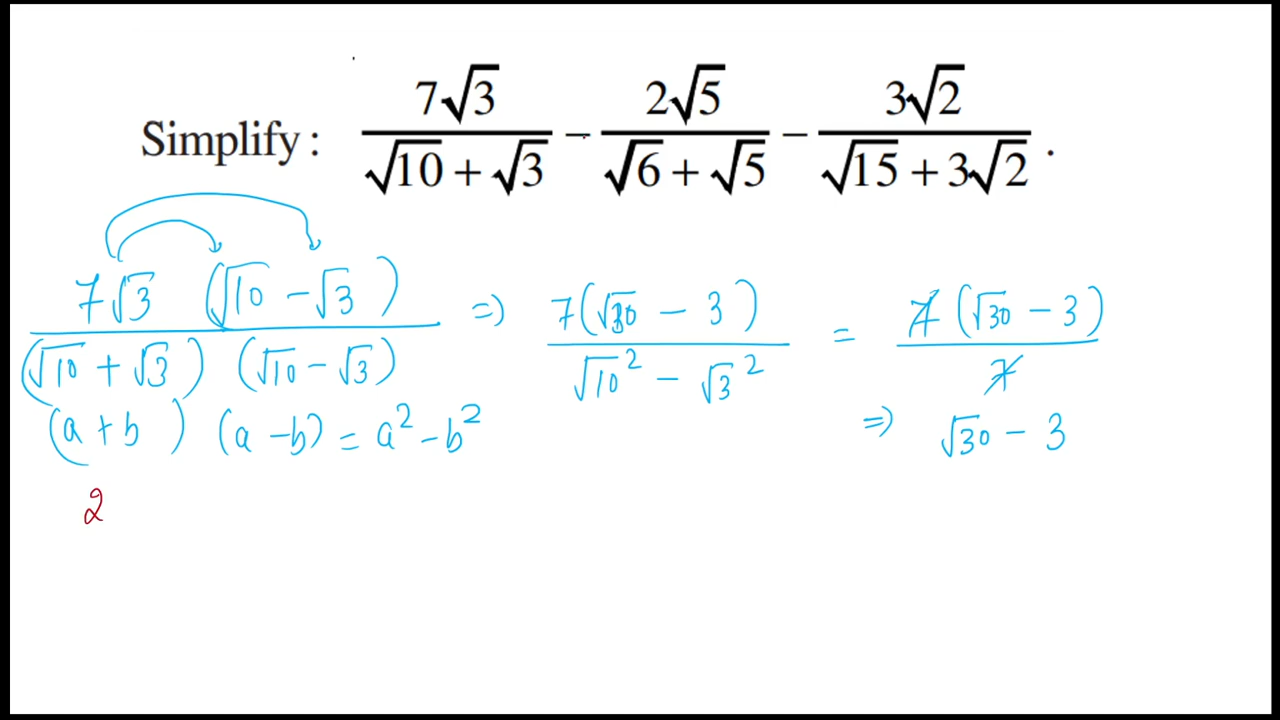 Simplify : 7√3/(√10 + √3) − 2√5/(√6 + √5) − 3√2/(√15 + 3√2) .
7√3 (√10 − √3)/(√10 + √3) (√10 − √3) ⇒ 7(√30 − 3)/(√10² − √3²) = 7(√30 − 3)/7
(a + b) (a − b) = a² − b² ⇒ √30 − 3
2